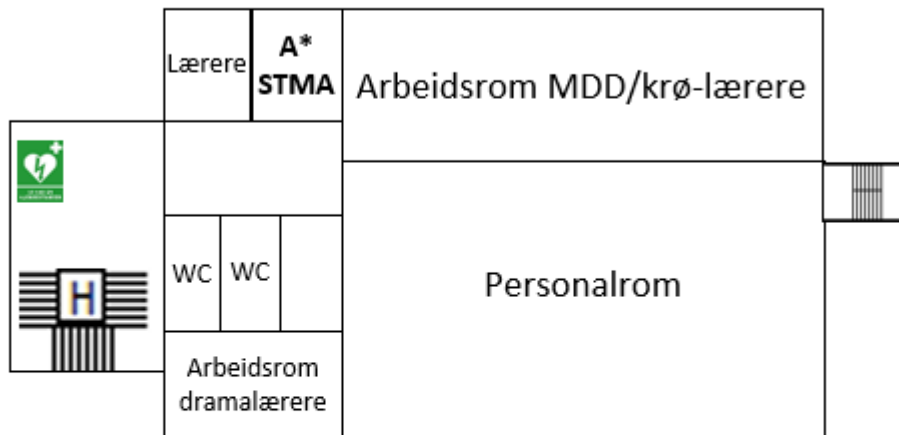 Lærere
A*
STMA
Arbeidsrom MDD/krø-lærere
WC
WC
H
Personalrom
Arbeidsrom
dramalærere